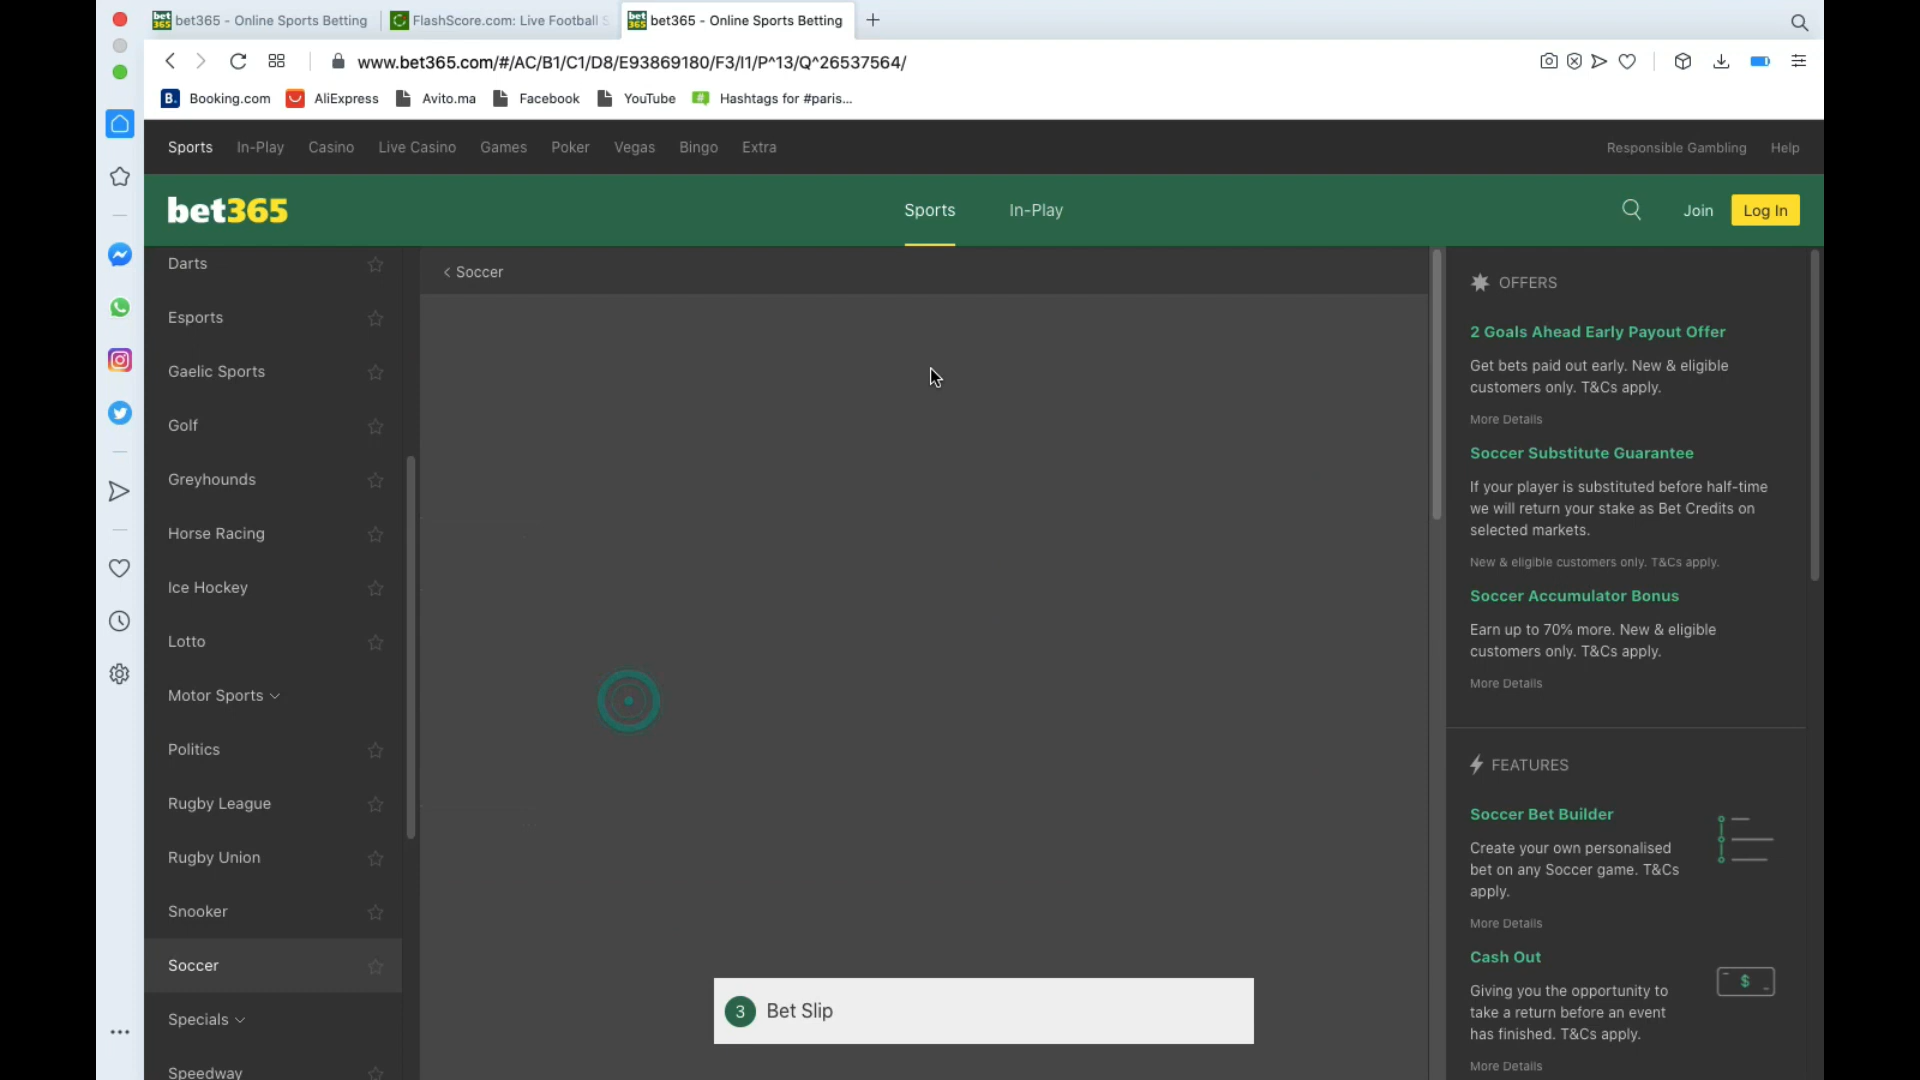 bet365 - Online Sports Betting
FlashScore.com: Live Football S
bet365 - Online Sports Betting
www.bet365.com/#/AC/B1/C1/D8/E93869180/F3/I1/P^13/Q^26537564/
B. Booking.com
AliExpress
Avito.ma
Facebook
YouTube
# Hashtags for #paris...
Sports
In-Play
Casino
Live Casino
Games
Poker
Vegas
Bingo
Extra
Responsible Gambling
Help
bet365
Sports
In-Play
Join
Log In
Darts
Esports
Gaelic Sports
Golf
Greyhounds
Horse Racing
Ice Hockey
Lotto
Motor Sports
Politics
Rugby League
Rugby Union
Snooker
Soccer
Specials
Speedway
Soccer
3 Bet Slip
OFFERS
2 Goals Ahead Early Payout Offer
Get bets paid out early. New & eligible
customers only. T&Cs apply.
More Details
Soccer Substitute Guarantee
If your player is substituted before half-time
we will return your stake as Bet Credits on
selected markets.
New & eligible customers only. T&Cs apply.
Soccer Accumulator Bonus
Earn up to 70% more. New & eligible
customers only. T&Cs apply.
More Details
FEATURES
Soccer Bet Builder
Create your own personalised
bet on any Soccer game. T&Cs
apply.
More Details
Cash Out
Giving you the opportunity to
take a return before an event
has finished. T&Cs apply.
$
More Details